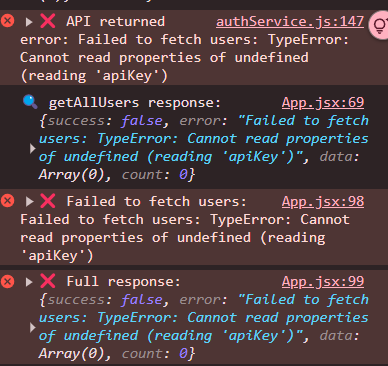 ❌ API returned authService.js:147
error: Failed to fetch users: TypeError:
Cannot read properties of undefined
(reading 'apiKey')
🔍 getAllUsers response: App.jsx:69
{success: false, error: "Failed to fetch
users: TypeError: Cannot read properties
of undefined (reading 'apiKey')", data:
Array(0), count: 0}
❌ Failed to fetch users: App.jsx:98
Failed to fetch users: TypeError: Cannot
read properties of undefined (reading
'apiKey')
❌ Full response: App.jsx:99
{success: false, error: "Failed to fetch
users: TypeError: Cannot read properties
of undefined (reading 'apiKey')", data:
Array(0), count: 0}